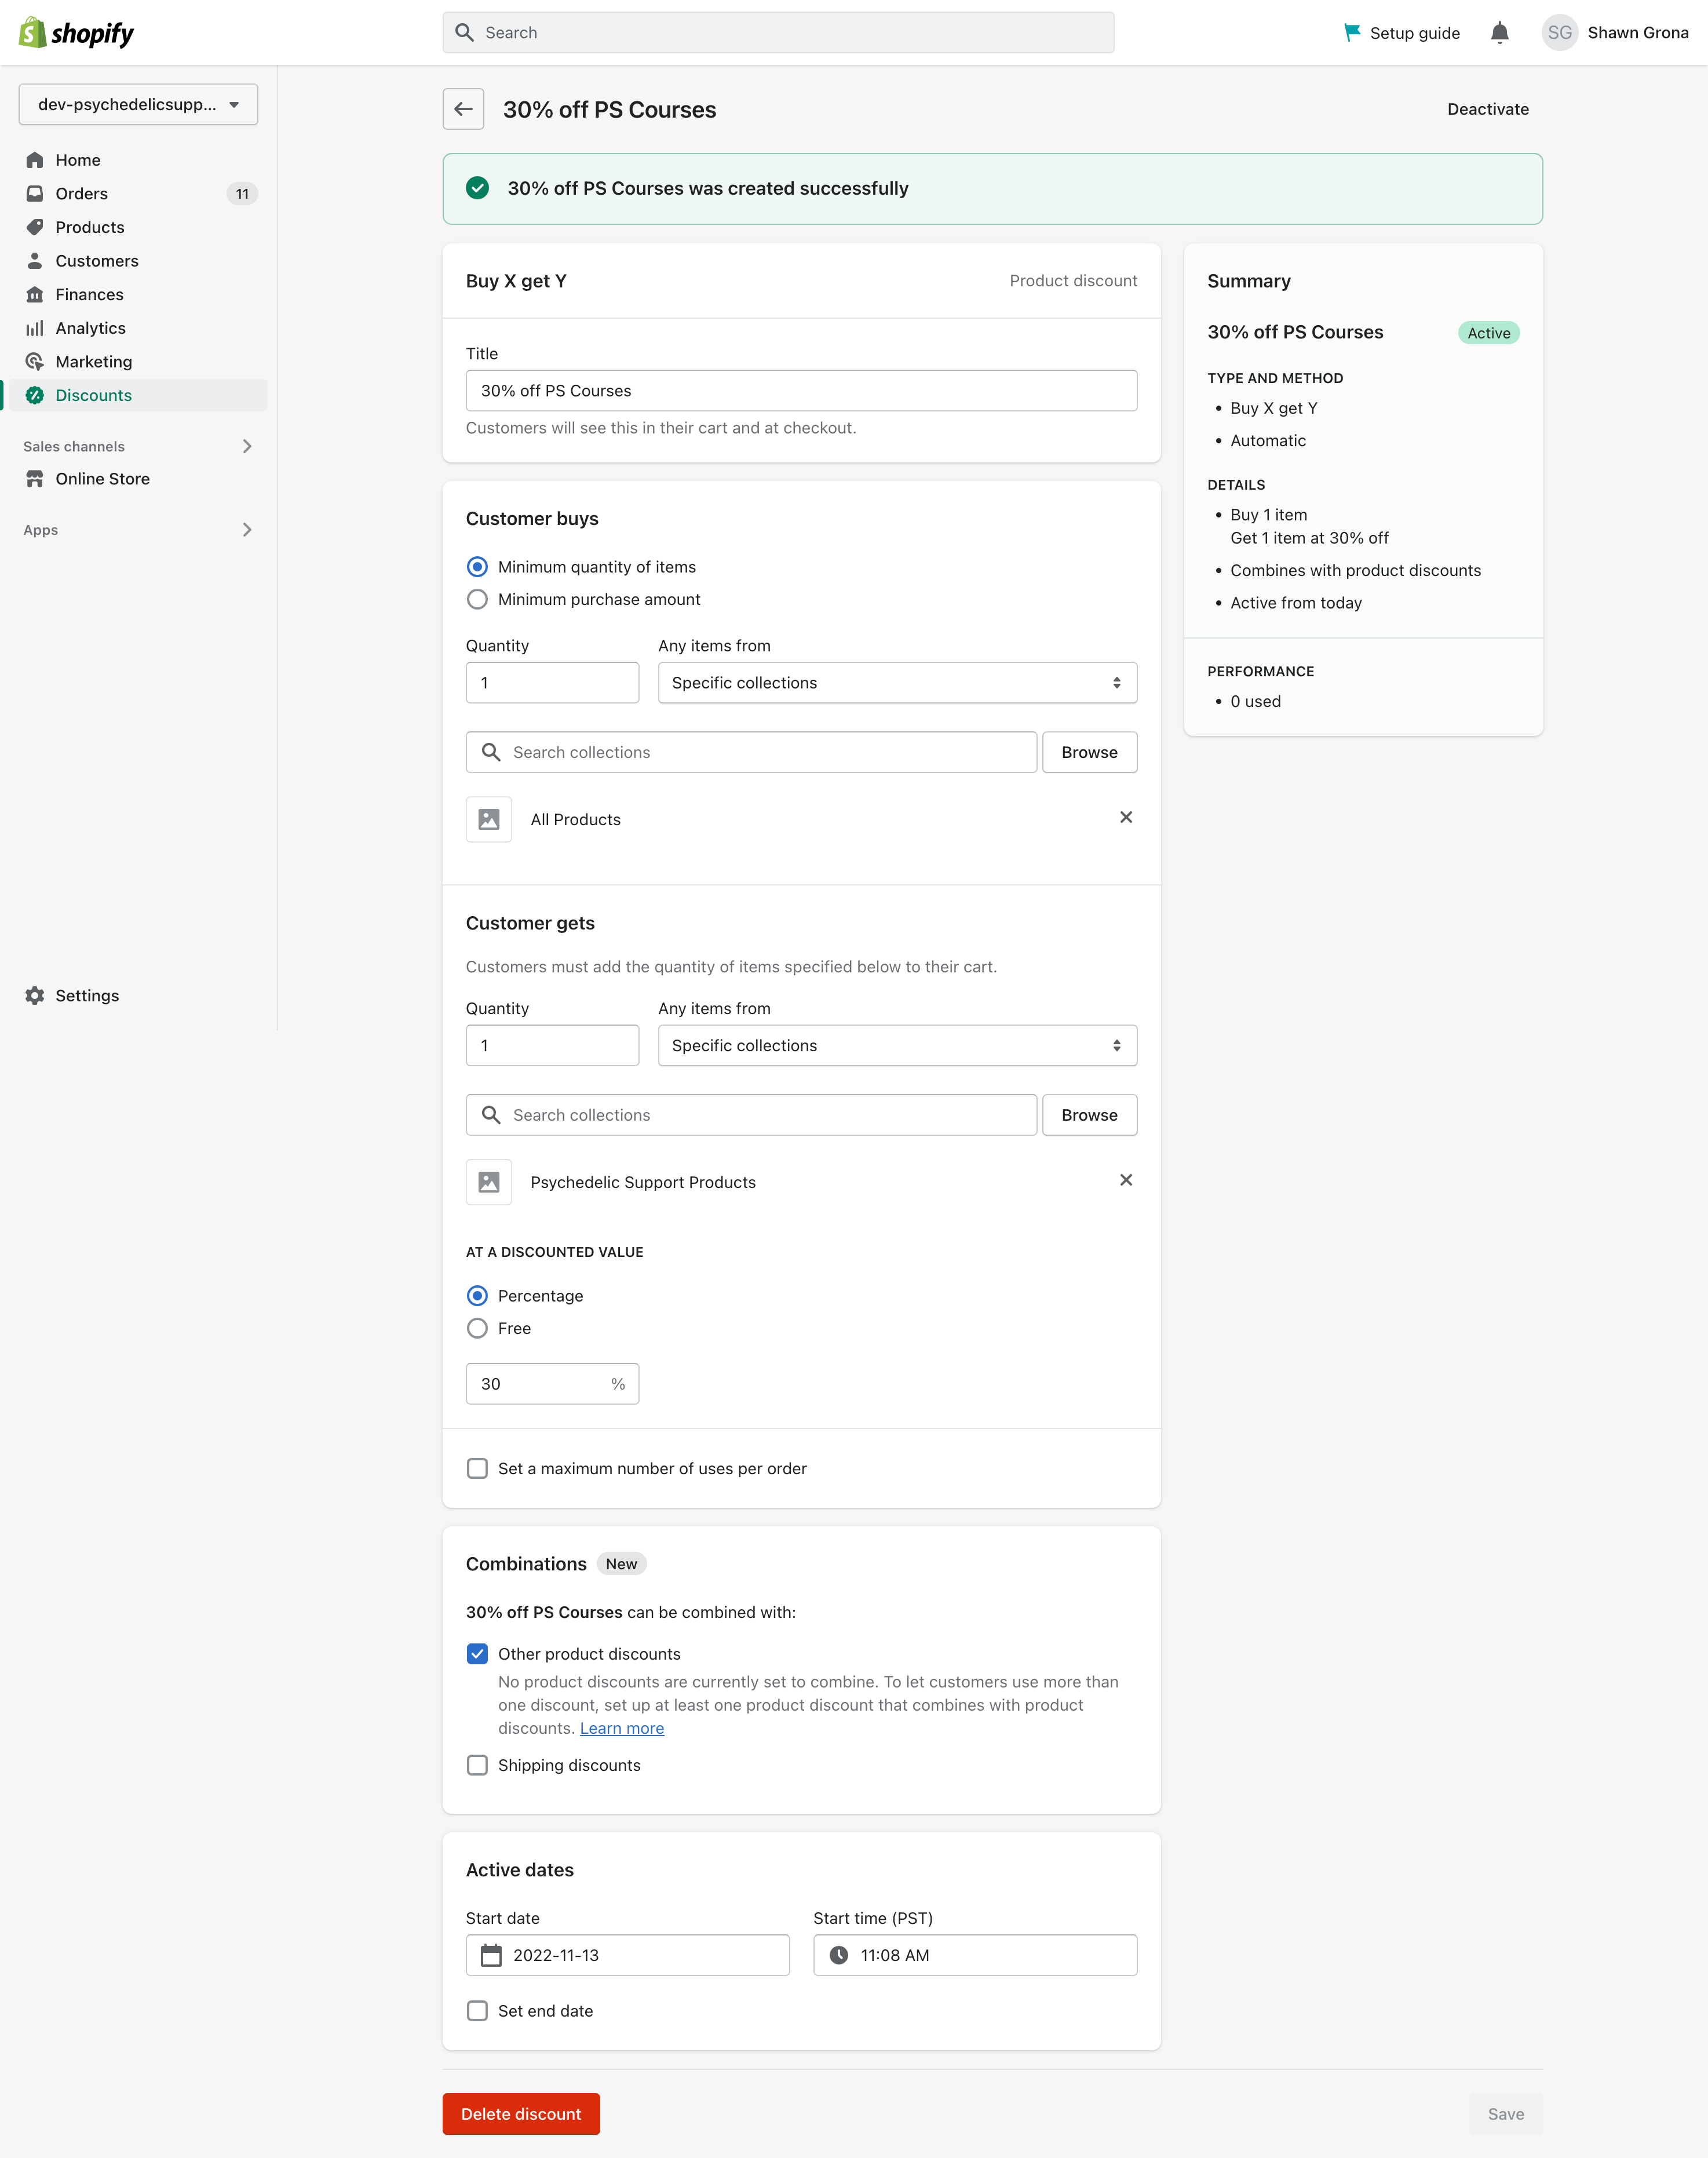 shopify
Search
Setup guide
SG
Shawn Grona
dev-psychedelicsupp...
Home
Orders
11
Products
Customers
Finances
Analytics
Marketing
Discounts
Sales channels
Online Store
Apps
Settings
30% off PS Courses
Deactivate
30% off PS Courses was created successfully
Buy X get Y
Product discount
Title
30% off PS Courses
Customers will see this in their cart and at checkout.
Customer buys
Minimum quantity of items
Minimum purchase amount
Quantity
Any items from
1
Specific collections
Search collections
Browse
All Products
Customer gets
Customers must add the quantity of items specified below to their cart.
Quantity
Any items from
1
Specific collections
Search collections
Browse
Psychedelic Support Products
AT A DISCOUNTED VALUE
Percentage
Free
30
%
Set a maximum number of uses per order
Combinations
New
30% off PS Courses can be combined with:
Other product discounts
No product discounts are currently set to combine. To let customers use more than
one discount, set up at least one product discount that combines with product
discounts. Learn more
Shipping discounts
Active dates
Start date
Start time (PST)
2022-11-13
11:08 AM
Set end date
Delete discount
Save
Summary
30% off PS Courses
Active
TYPE AND METHOD
• Buy X get Y
• Automatic
DETAILS
• Buy 1 item
Get 1 item at 30% off
• Combines with product discounts
• Active from today
PERFORMANCE
• 0 used